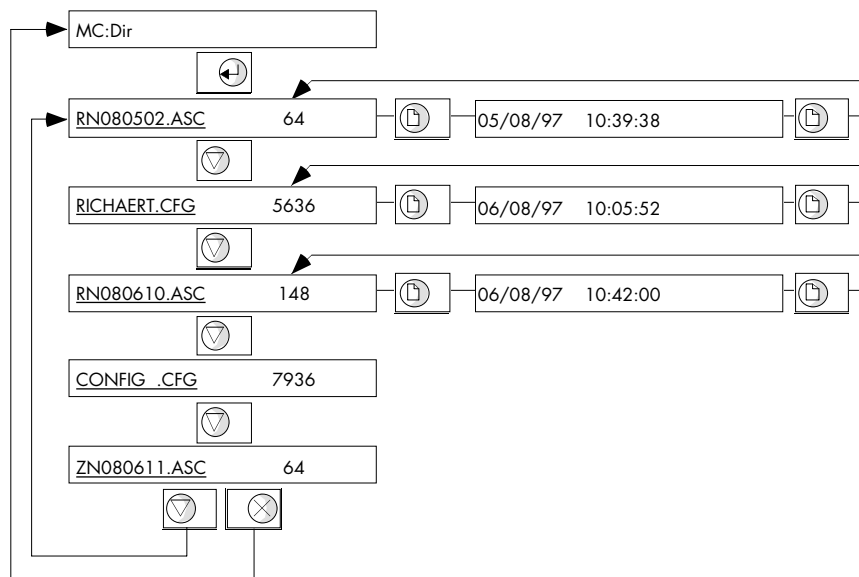 MC:Dir
RN080502.ASC 64 05/08/97 10:39:38
RICHAERT.CFG 5636 06/08/97 10:05:52
RN080610.ASC 148 06/08/97 10:42:00
CONFIG .CFG 7936
ZN080611.ASC 64